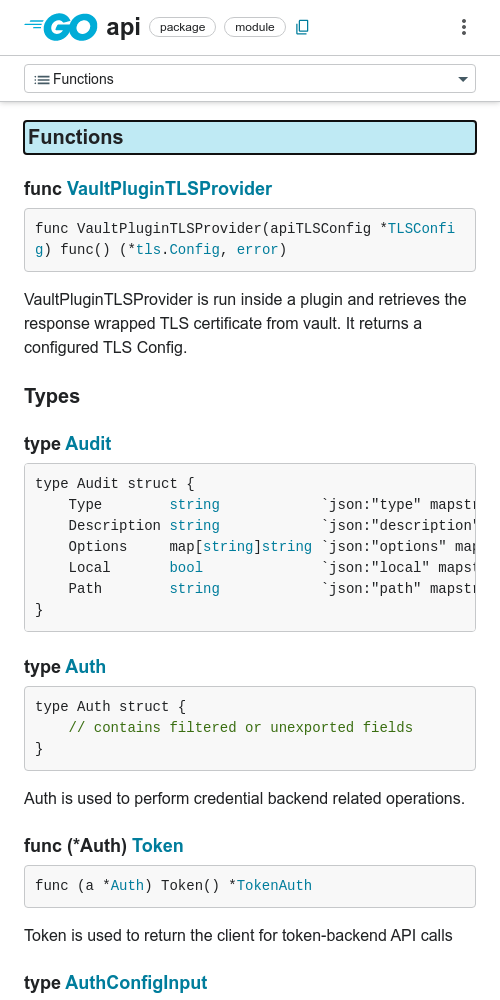 GO api package module
Functions
Functions
func VaultPluginTLSProvider
func VaultPluginTLSProvider(apiTLSConfig *TLSConfi
g) func() (*tls.Config, error)
VaultPluginTLSProvider is run inside a plugin and retrieves the
response wrapped TLS certificate from vault. It returns a
configured TLS Config.
Types
type Audit
type Audit struct {
    Type        string            `json:"type" mapstr
    Description string            `json:"description"
    Options     map[string]string `json:"options" map
    Local       bool              `json:"local" mapst
    Path        string            `json:"path" mapstr
}
type Auth
type Auth struct {
    // contains filtered or unexported fields
}
Auth is used to perform credential backend related operations.
func (*Auth) Token
func (a *Auth) Token() *TokenAuth
Token is used to return the client for token-backend API calls
type AuthConfigInput